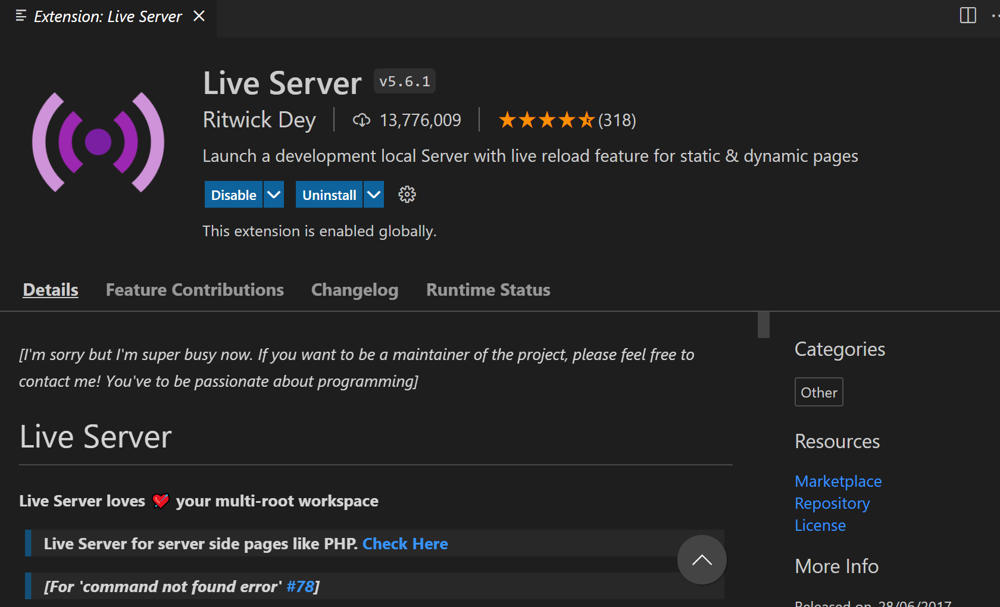 Extension: Live Server
Live Server v5.6.1
Ritwick Dey 13,776,009 (318)
Launch a development local Server with live reload feature for static & dynamic pages
Disable Uninstall
This extension is enabled globally.
Details Feature Contributions Changelog Runtime Status
[I'm sorry but I'm super busy now. If you want to be a maintainer of the project, please feel free to
contact me! You've to be passionate about programming]
Live Server
Live Server loves 💘 your multi-root workspace
Live Server for server side pages like PHP. Check Here
[For 'command not found error' #78]
Categories
Other
Resources
Marketplace
Repository
License
More Info
Released on 28/06/2017